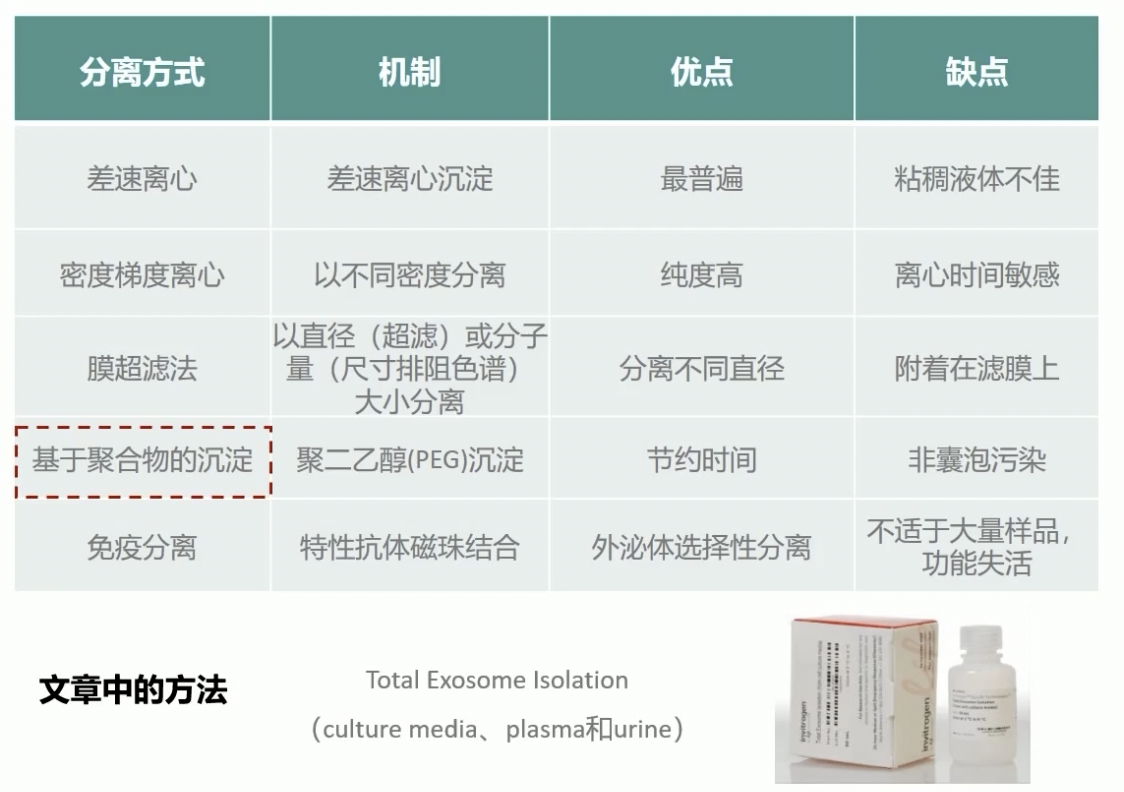 分离方式 机制 优点 缺点
差速离心 差速离心沉淀 最普遍 粘稠液体不佳
密度梯度离心 以不同密度分离 纯度高 离心时间敏感
膜超滤法 以直径（超滤）或分子
量（尺寸排阻色谱）
大小分离 分离不同直径 附着在滤膜上
基于聚合物的沉淀 聚二乙醇(PEG)沉淀 节约时间 非囊泡污染
免疫分离 特性抗体磁珠结合 外泌体选择性分离 不适于大量样品，
功能失活
文章中的方法
Total Exosome Isolation
（culture media、plasma和urine）
invitrogen
invitrogen